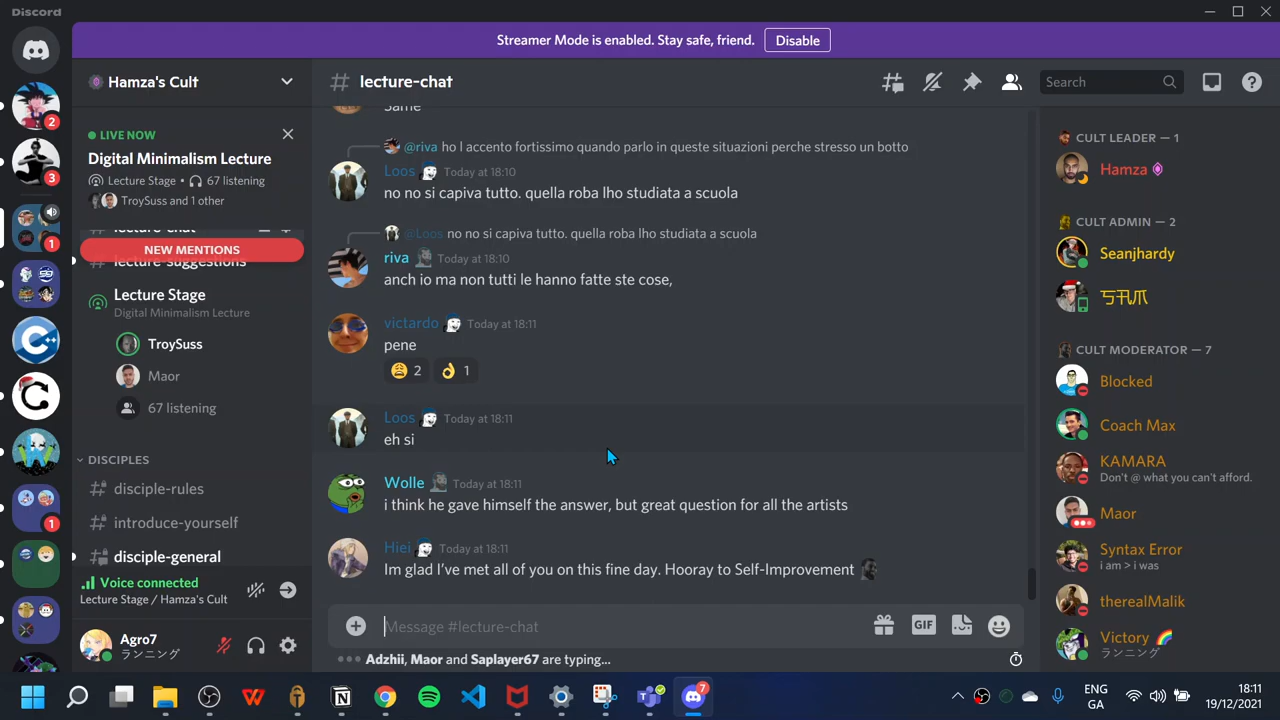 Discord
Streamer Mode is enabled. Stay safe, friend. Disable
Hamza's Cult
lecture-chat
Search
LIVE NOW
Digital Minimalism Lecture
Lecture Stage • 67 listening
TroySuss and 1 other
lecture-chat
NEW MENTIONS
lecture-suggestions
Lecture Stage
Digital Minimalism Lecture
TroySuss
Maor
67 listening
DISCIPLES
disciple-rules
introduce-yourself
disciple-general
Voice connected
Lecture Stage / Hamza's Cult
Agro7
ランニング
2
3
1
1
Same
@riva ho l accento fortissimo quando parlo in queste situazioni perche stresso un botto
Loos Today at 18:10
no no si capiva tutto. quella roba lho studiata a scuola
@Loos no no si capiva tutto. quella roba lho studiata a scuola
riva Today at 18:10
anch io ma non tutti le hanno fatte ste cose,
victardo Today at 18:11
pene
2 1
Loos Today at 18:11
eh si
Wolle Today at 18:11
i think he gave himself the answer, but great question for all the artists
Hiei Today at 18:11
Im glad I've met all of you on this fine day. Hooray to Self-Improvement
Message #lecture-chat
GIF
Adzhii, Maor and Saplayer67 are typing...
CULT LEADER — 1
Hamza
CULT ADMIN — 2
Seanjhardy
CULT MODERATOR — 7
Blocked
Coach Max
KAMARA
Don't @ what you can't afford.
Maor
Syntax Error
i am > i was
therealMalik
Victory
ランニング
7
ENG
GA
18:11
19/12/2021